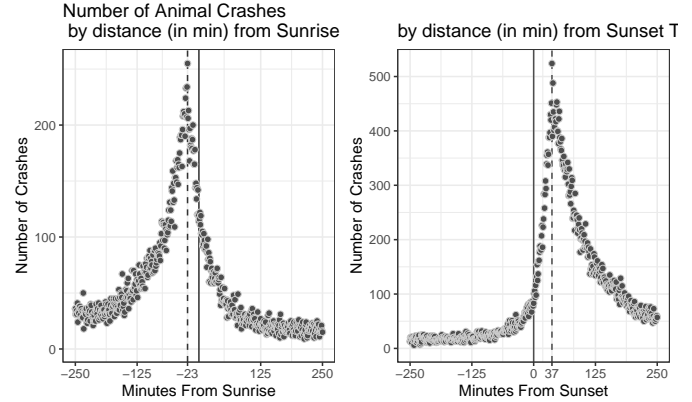 Number of Animal Crashes
by distance (in min) from Sunrise
by distance (in min) from Sunset T
Number of Crashes
200
100
0
−250
−125
−23
125
250
Minutes From Sunrise
Number of Crashes
500
400
300
200
100
0
−250
−125
0
37
125
250
Minutes From Sunset